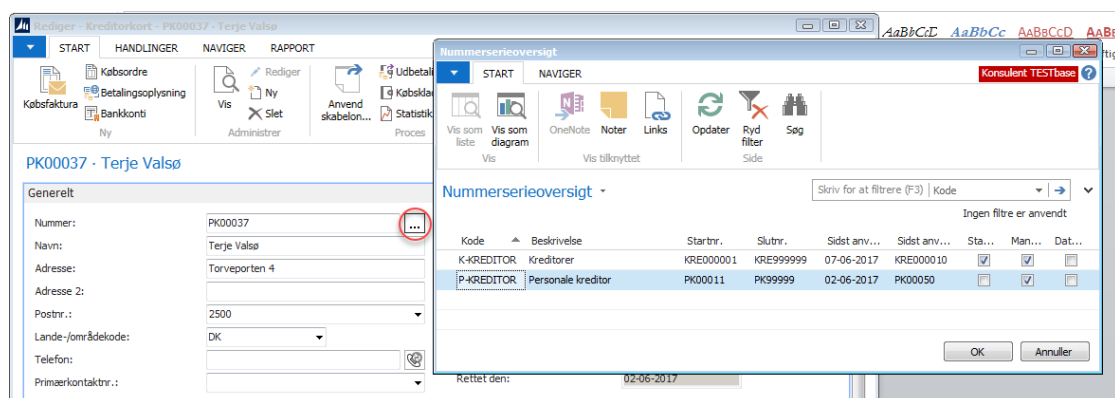 Rediger - Kreditorkort - PK00037 - Terje Valsø
START HANDLINGER NAVIGER RAPPORT
Købsfaktura
Købsordre
Betalingsoplysning
Bankkonti
Ny
Vis
Rediger
Ny
Slet
Administrer
Anvend
skabelon...
Statistik
Proces
PK00037 · Terje Valsø
Generelt
Nummer: PK00037 ...
Navn: Terje Valsø
Adresse: Torveporten 4
Adresse 2:
Postnr.: 2500
Lande-/områdekode: DK
Telefon:
Primærkontaktnr.:
Rettet den: 02-06-2017
AaBbCcD AaBbCc AABBCCD
Nummerserieoversigt
START NAVIGER
Konsulent TESTbase
Vis som
liste
Vis som
diagram
Vis
OneNote
Noter
Links
Vis tilknyttet
Opdater
Ryd
filter
Søg
Side
Nummerserieoversigt
Skriv for at filtrere (F3) Kode
Ingen filtre er anvendt
Kode Beskrivelse Startnr. Slutnr. Sidst anv... Sidst anv... Sta... Man... Dat...
K-KREDITOR Kreditorer KRE000001 KRE999999 07-06-2017 KRE000010
P-KREDITOR Personale kreditor PK00011 PK99999 02-06-2017 PK00050
OK Annuller